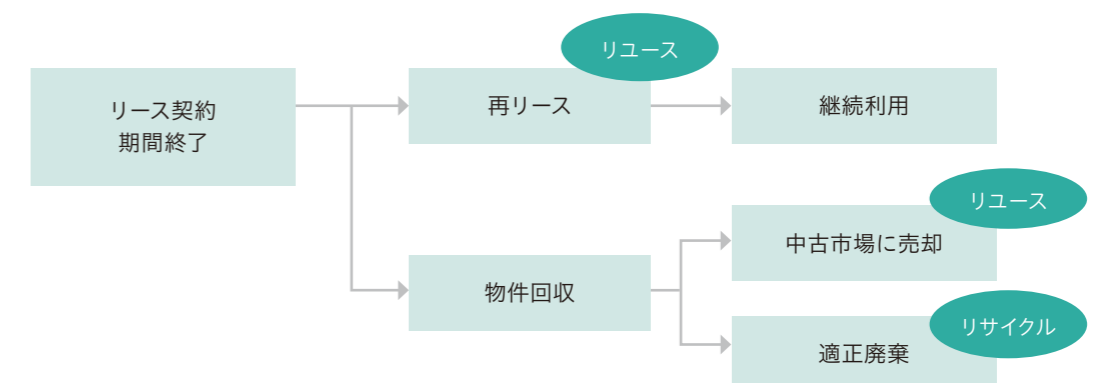 リユース
リース契約
期間終了
再リース
継続利用
リユース
中古市場に売却
物件回収
リサイクル
適正廃棄